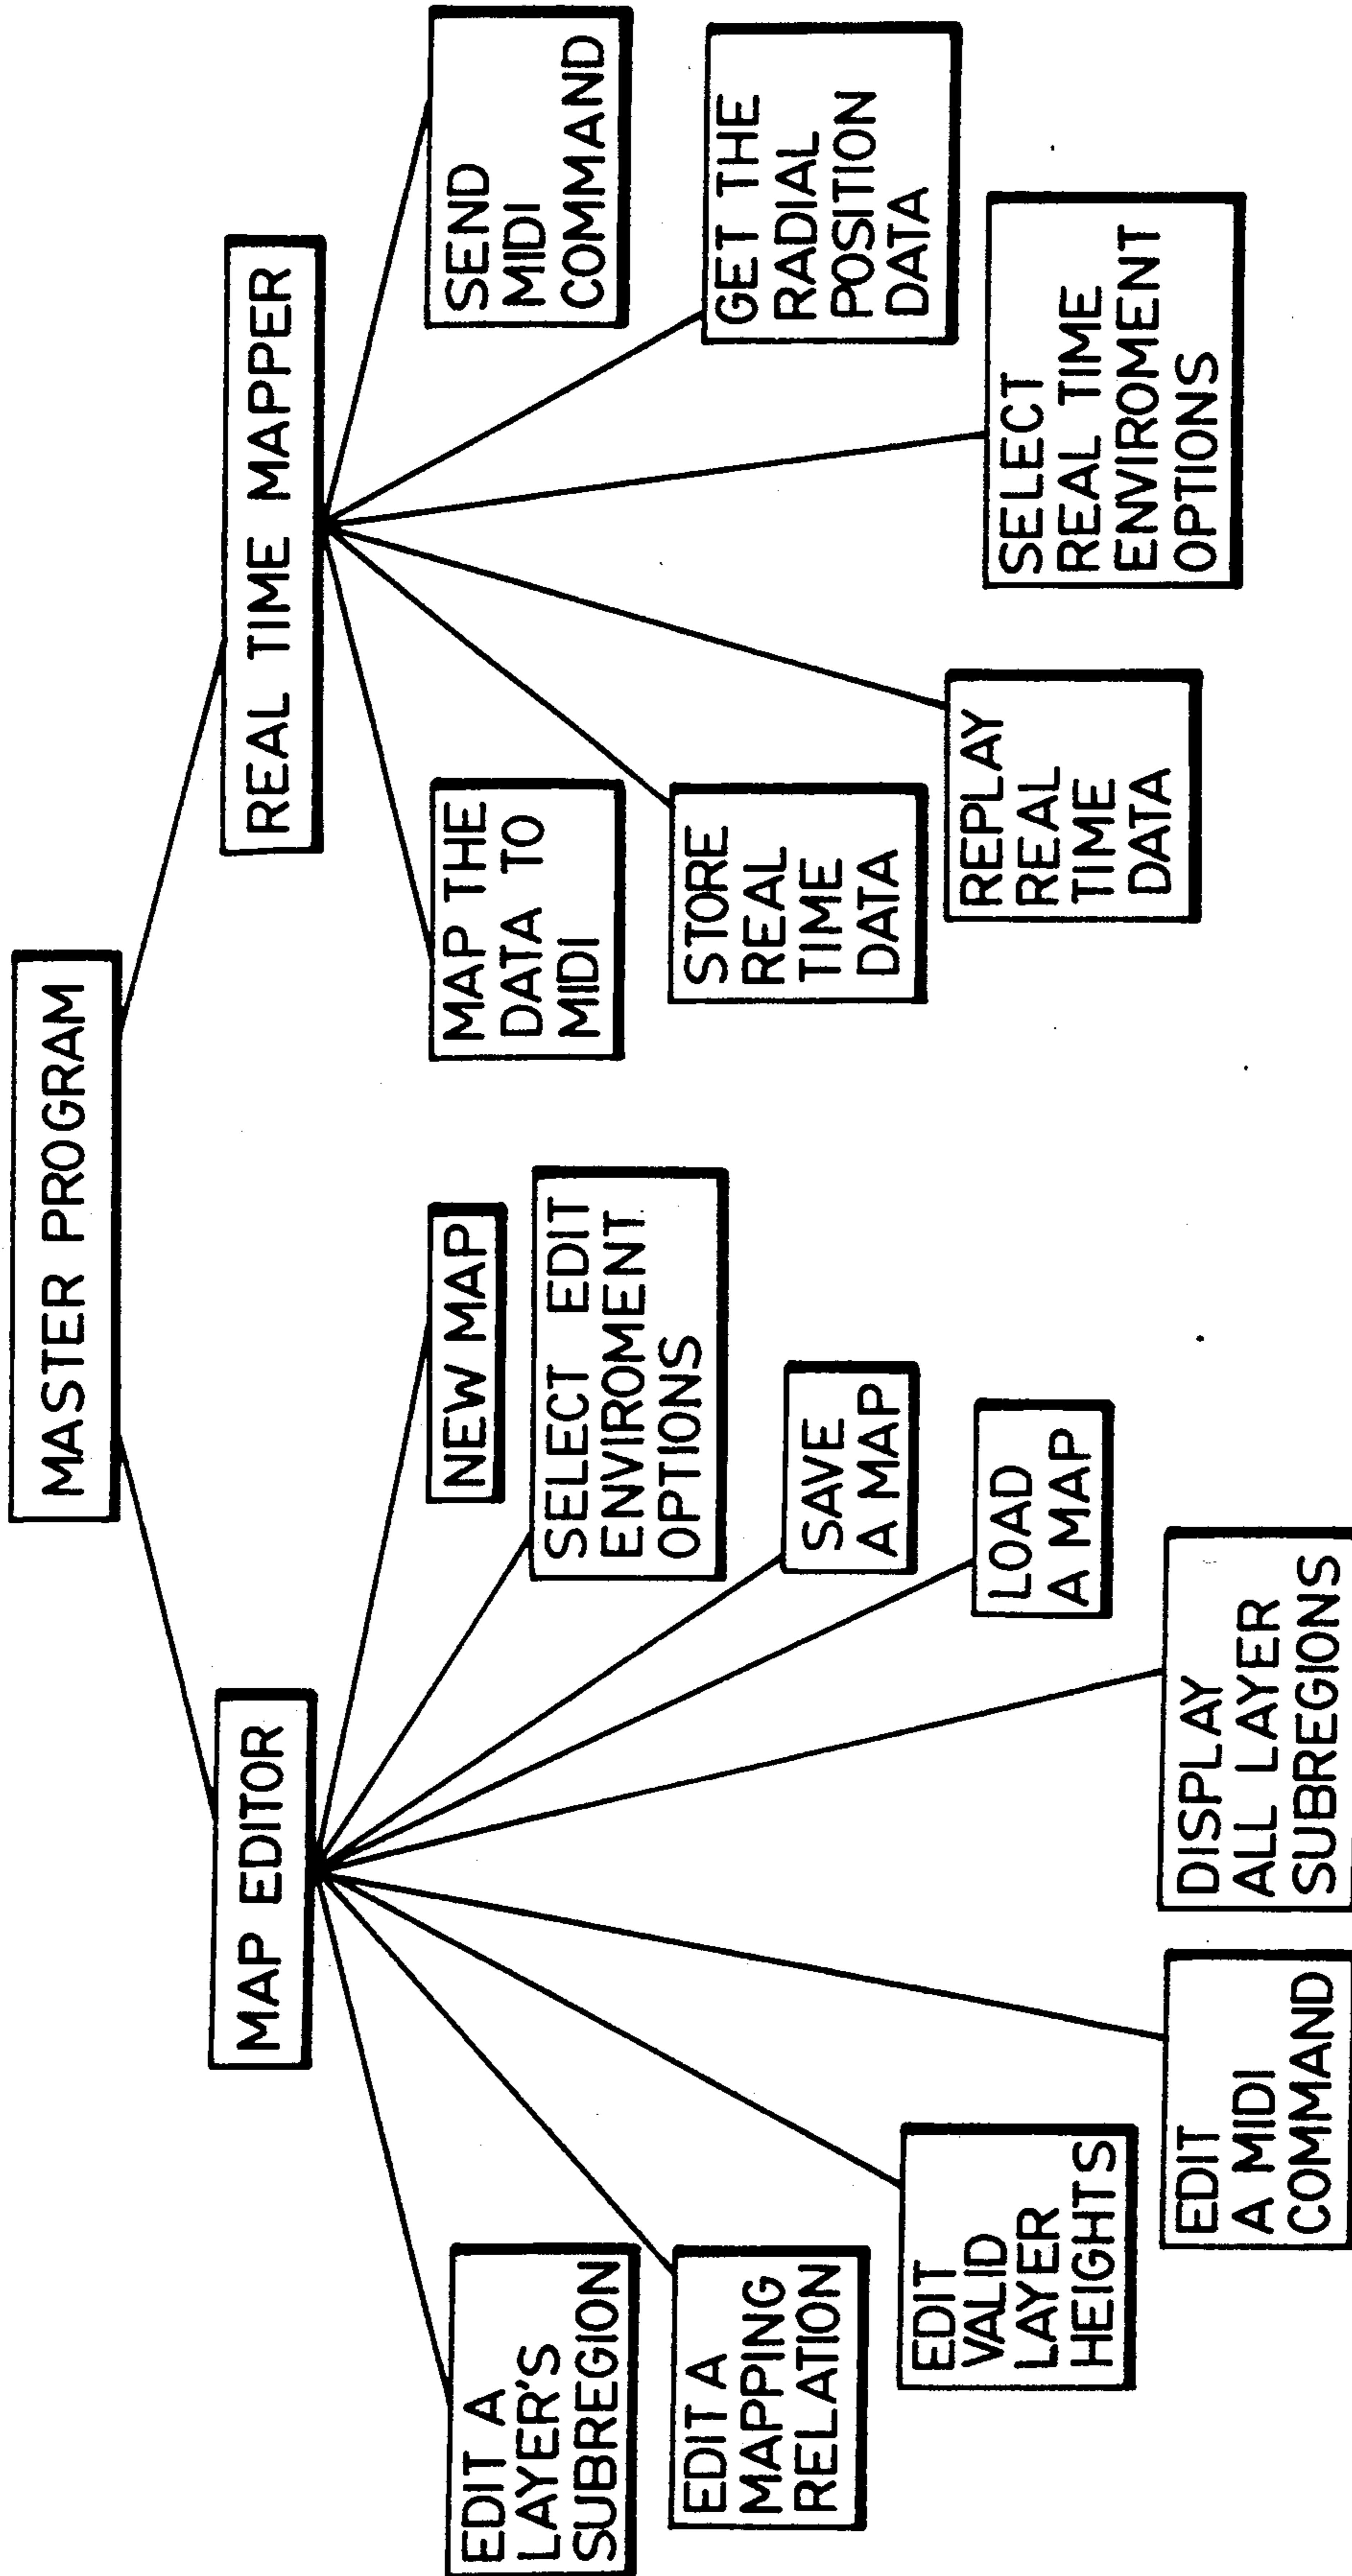 MASTER PROGRAM
MAP EDITOR
REAL TIME MAPPER
EDIT A
LAYER'S
SUBREGION
EDIT A
MAPPING
RELATION
EDIT
VALID
LAYER
HEIGHTS
EDIT
A MIDI
COMMAND
DISPLAY
ALL LAYER
SUBREGIONS
LOAD
A MAP
SAVE
A MAP
SELECT EDIT
ENVIROMENT
OPTIONS
NEW MAP
MAP THE
DATA TO
MIDI
STORE
REAL
TIME
DATA
REPLAY
REAL
TIME
DATA
SELECT
REAL TIME
ENVIROMENT
OPTIONS
GET THE
RADIAL
POSITION
DATA
SEND
MIDI
COMMAND